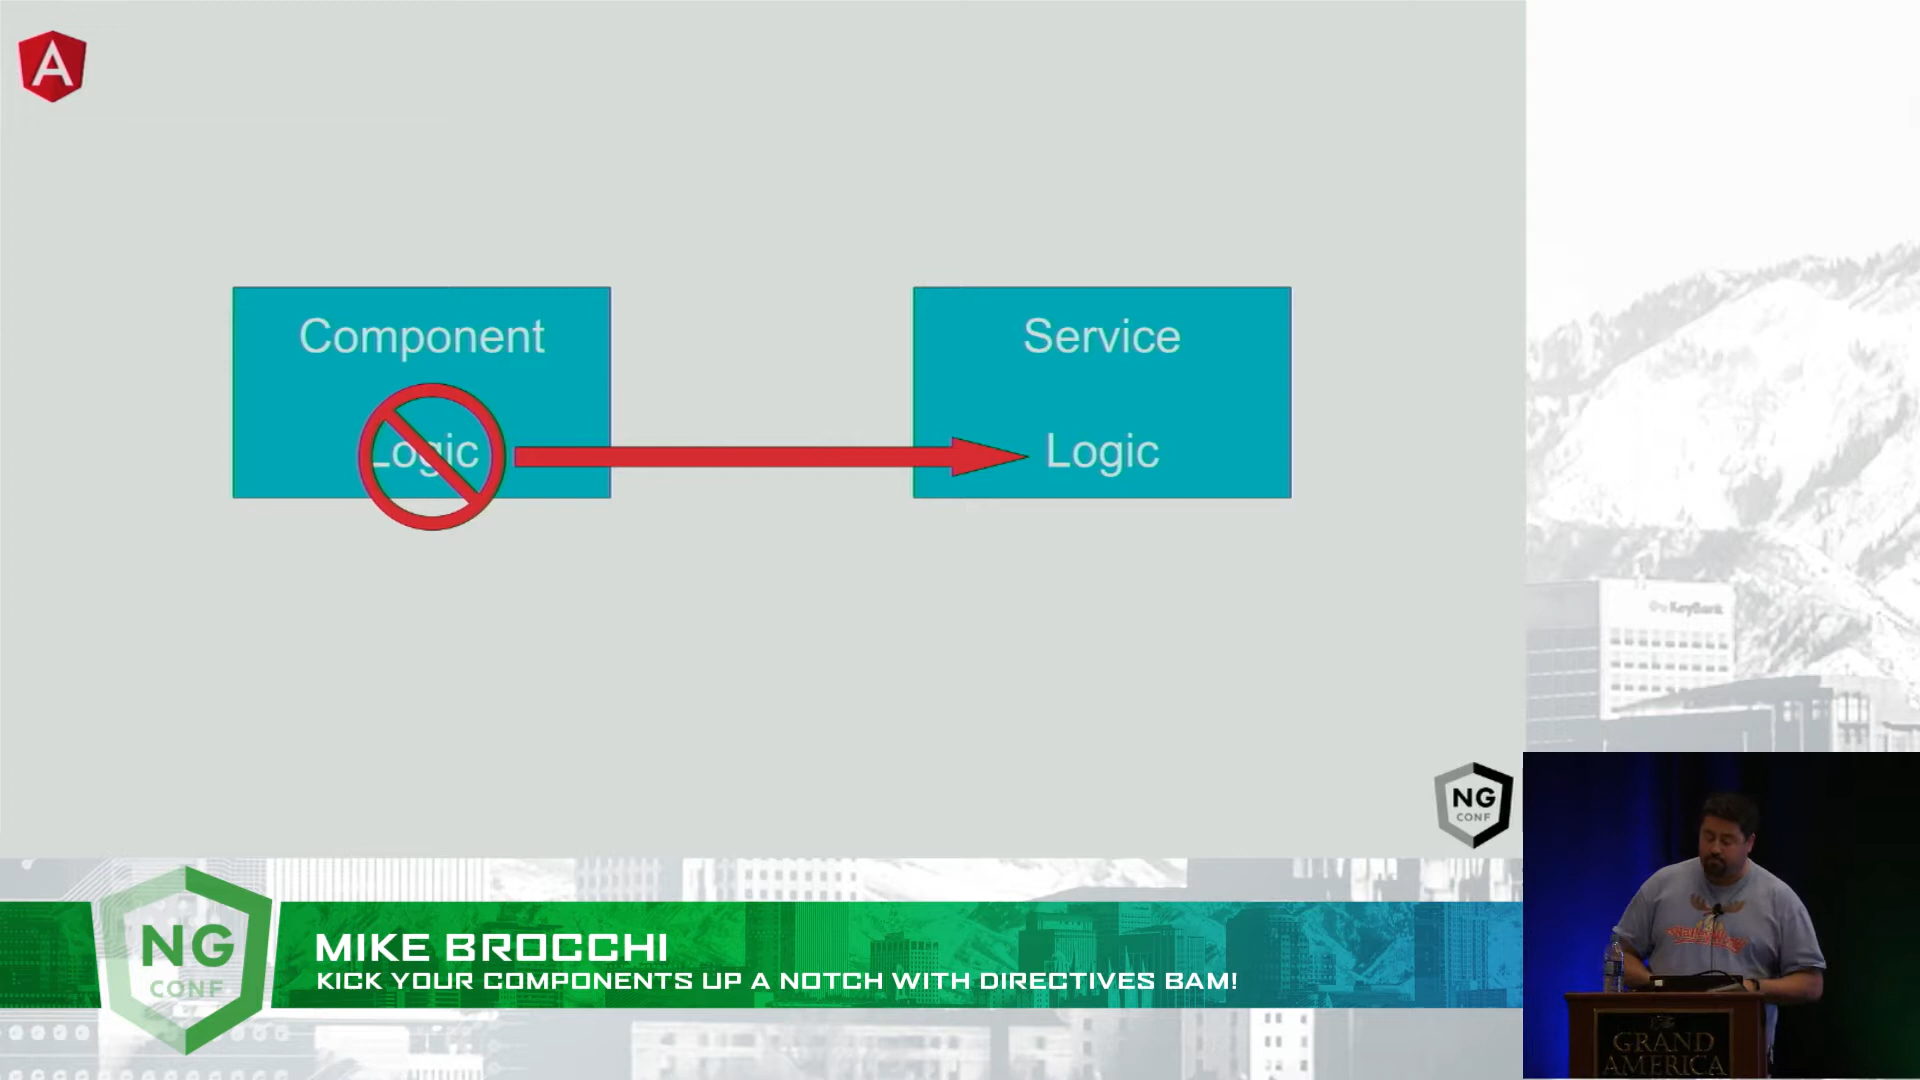 A
Component
Logic
Service
Logic
KeyBank
NG
CONF
NG
CONF
MIKE BROCCHI
KICK YOUR COMPONENTS UP A NOTCH WITH DIRECTIVES BAM!
The
GRAND
AMERICA